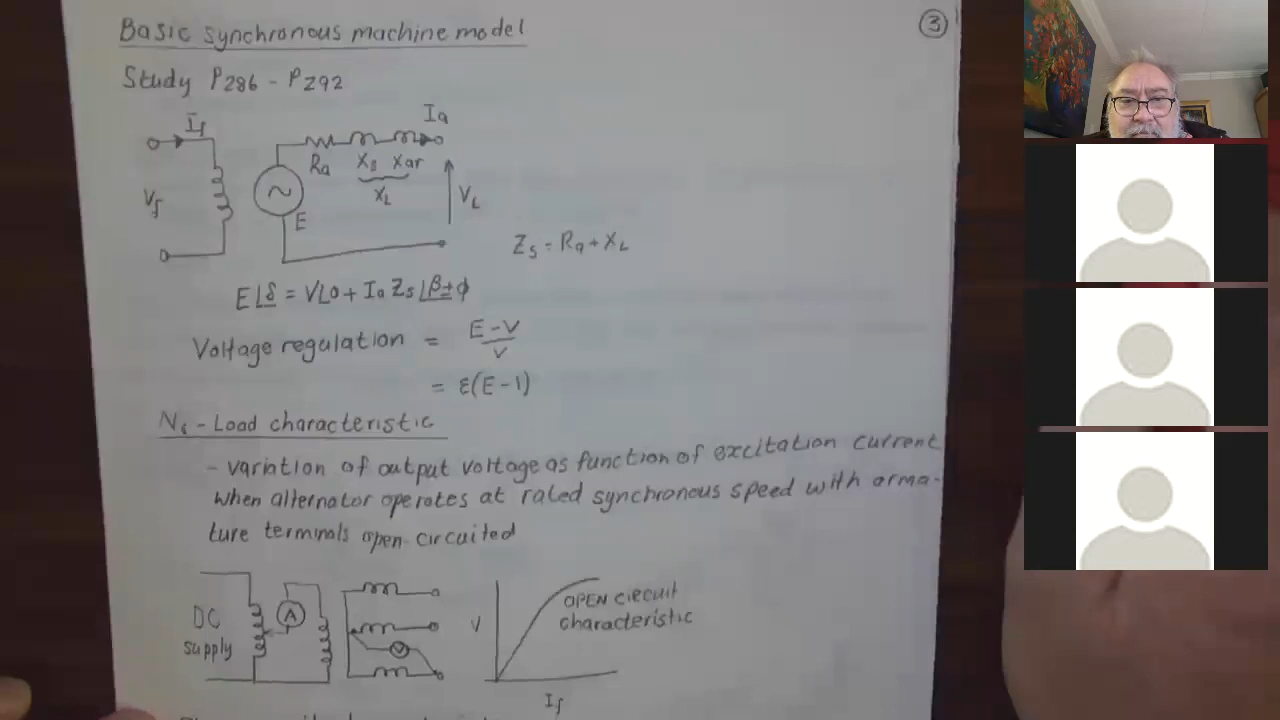 Basic synchronous machine model
3
Study P286 - P292
If
Ia
Ra
Xs Xar
XL
Vf
E
VL
Zs = Ra + XL
E∠δ = V∠0 + Ia Zs ∠β ± φ
Voltage regulation = E - V / V
= ε(E - 1)
- Load characteristic
- variation of output voltage as function of excitation current
when alternator operates at rated synchronous speed with arma-
ture terminals open-circuited
DC
supply
A
V
V
OPEN CIRCUIT
characteristic
If